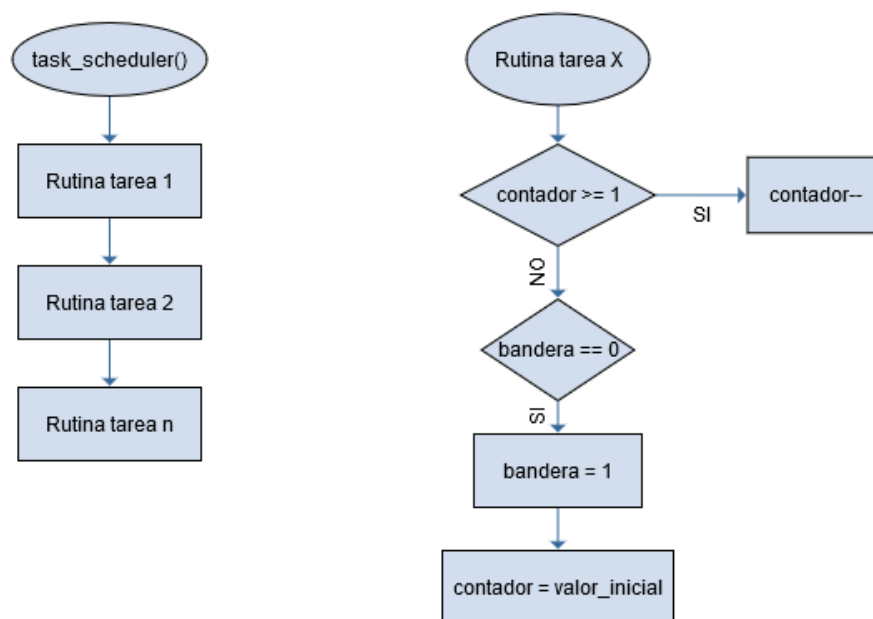 task_scheduler()
Rutina tarea 1
Rutina tarea 2
Rutina tarea n
Rutina tarea X
contador >= 1
SI
contador--
NO
bandera == 0
SI
bandera = 1
contador = valor_inicial